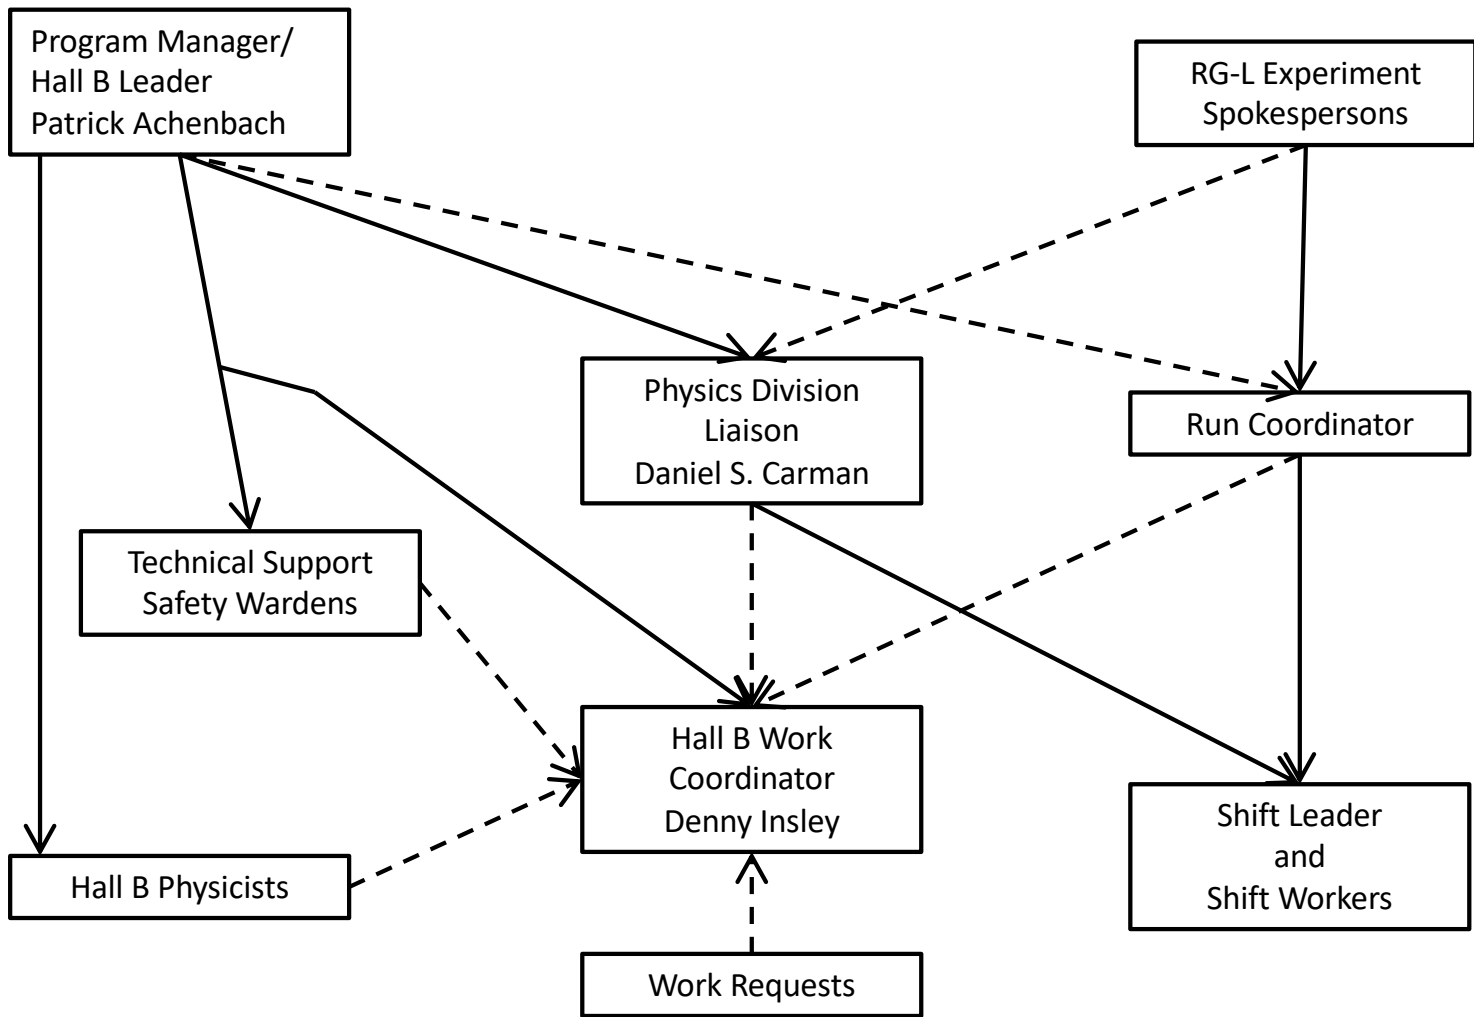 Program Manager/
Hall B Leader
Patrick Achenbach
RG-L Experiment
Spokespersons
Physics Division
Liaison
Daniel S. Carman
Run Coordinator
Technical Support
Safety Wardens
Hall B Work
Coordinator
Denny Insley
Shift Leader
and
Shift Workers
Hall B Physicists
Work Requests